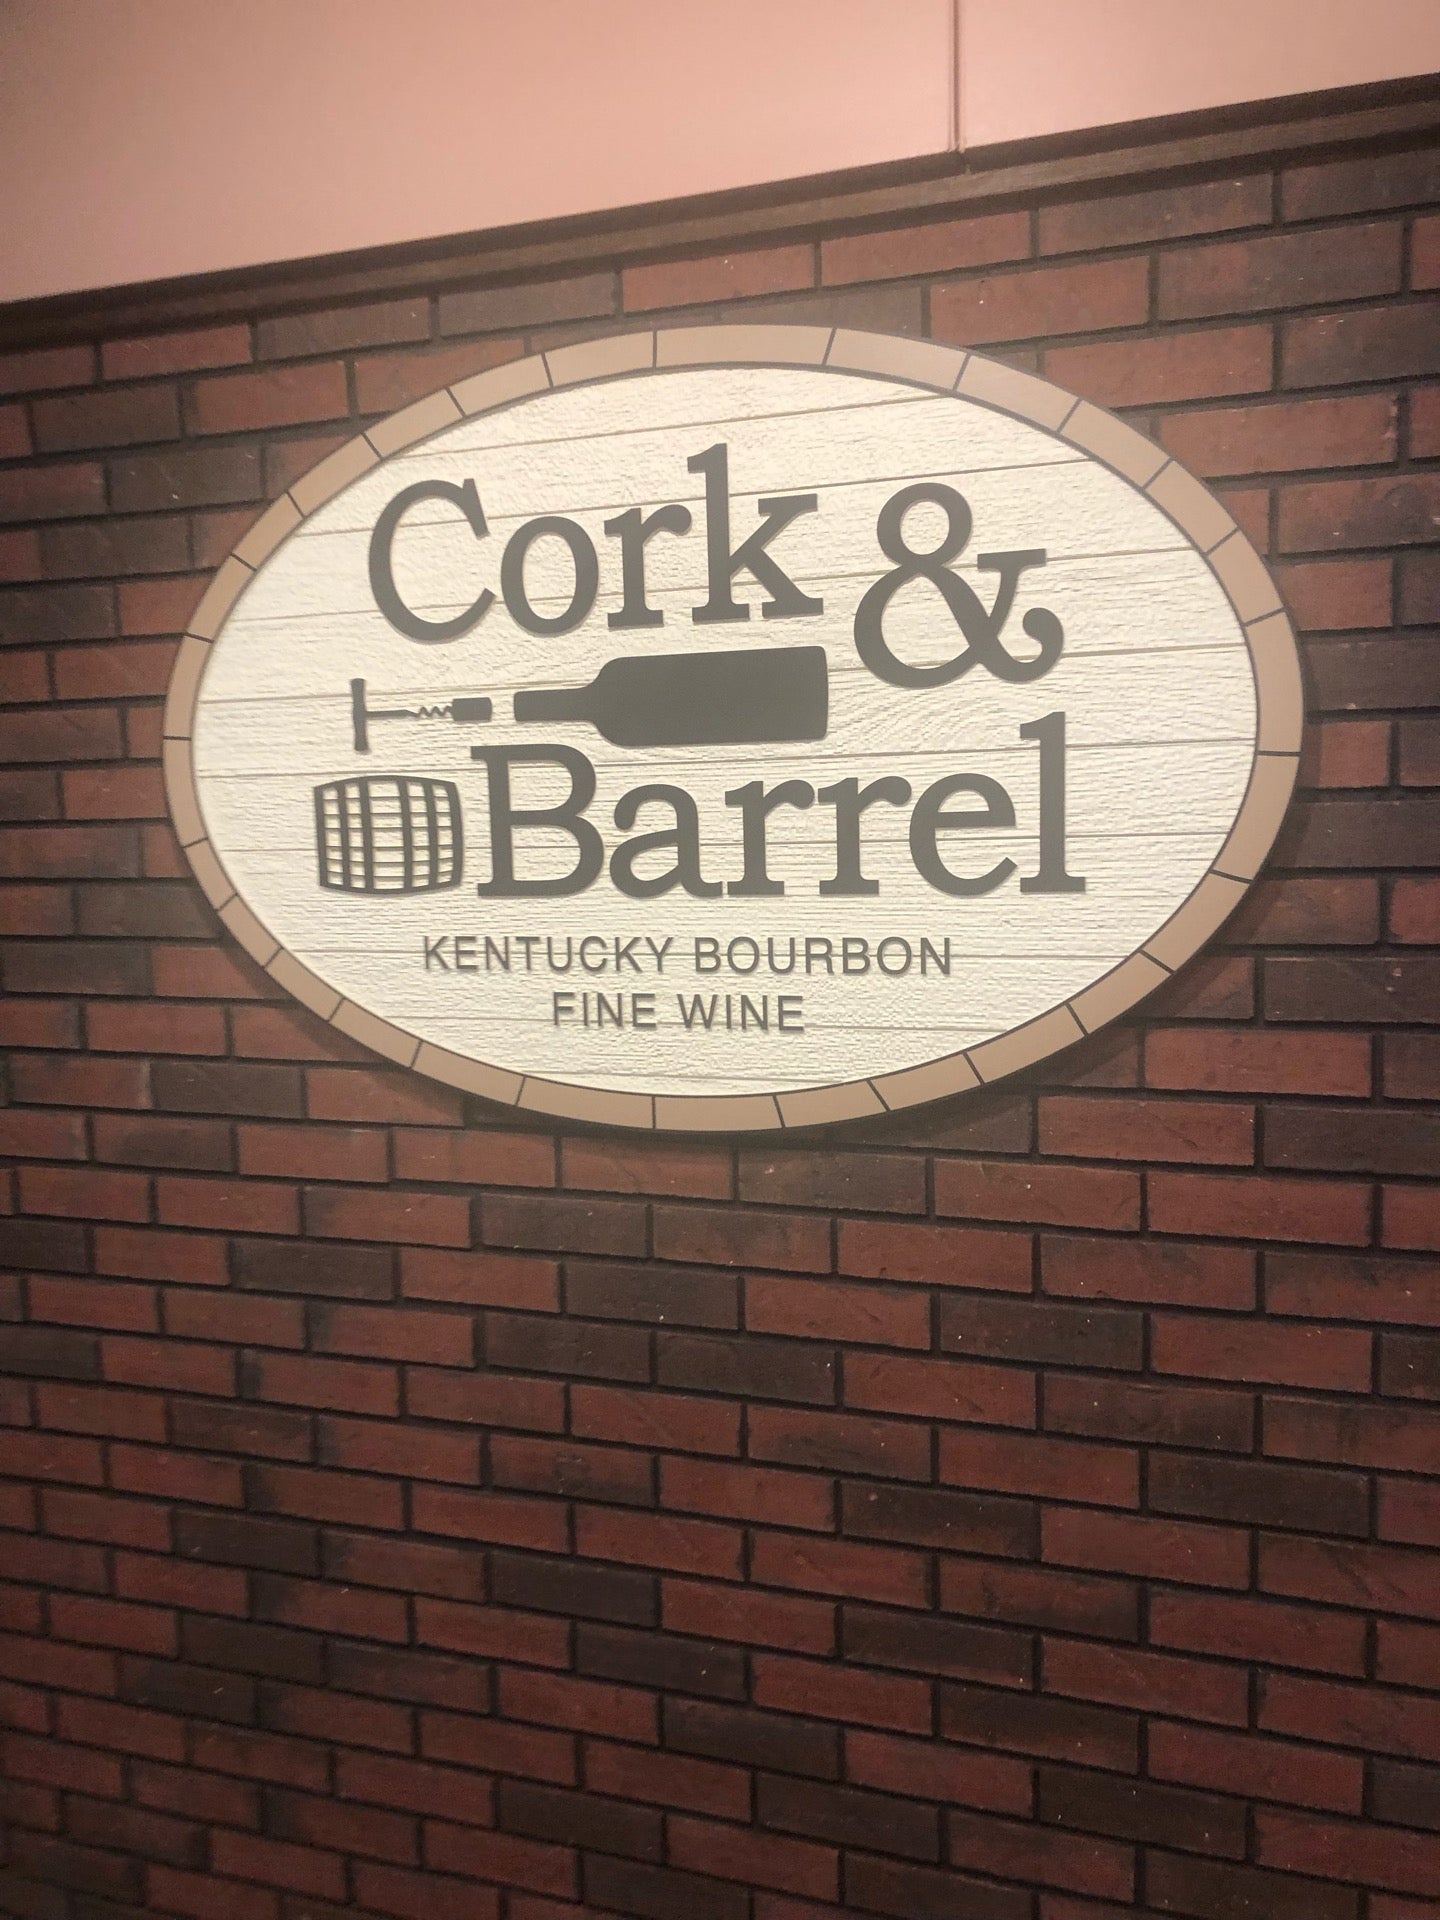 Cork &
Barrel
KENTUCKY BOURBON
FINE WINE